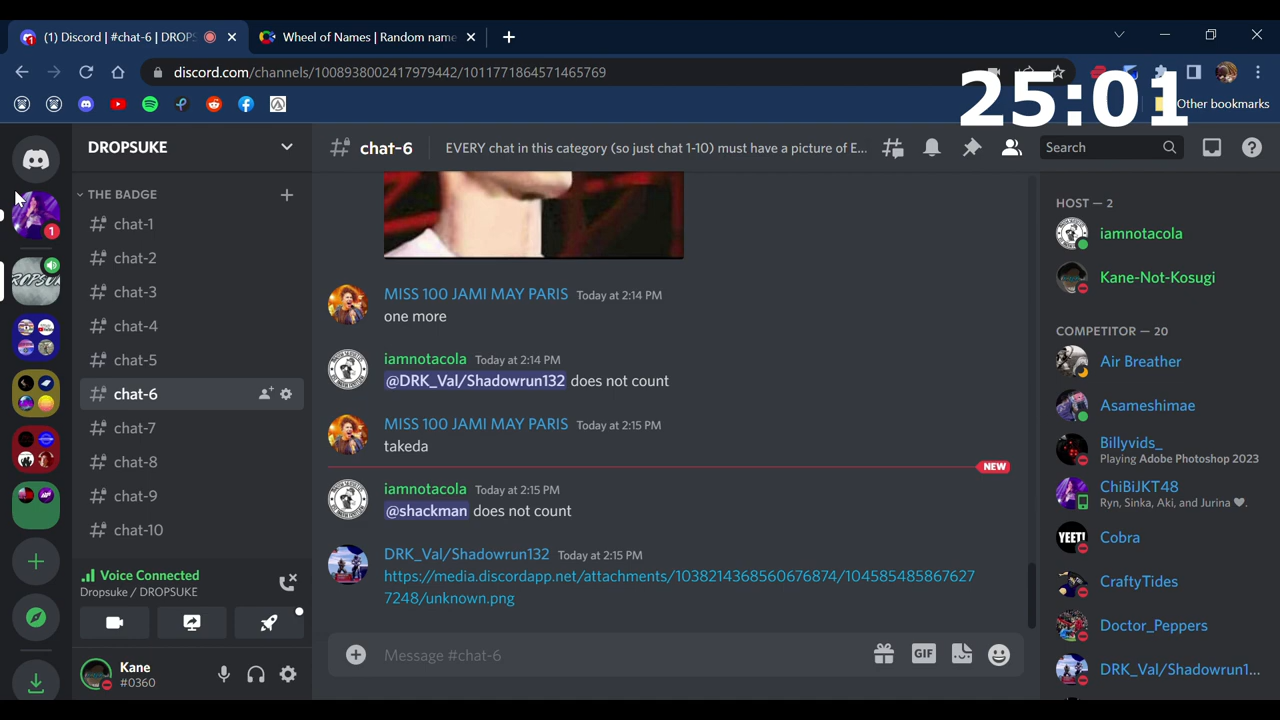 (1) Discord | #chat-6 | DROPS
Wheel of Names | Random name
25:01
discord.com/channels/1008938002417979442/1011771864571465769
Other bookmarks
DROPSUKE
chat-6
EVERY chat in this category (so just chat 1-10) must have a picture of E...
Search
THE BADGE
chat-1
chat-2
chat-3
chat-4
chat-5
chat-6
chat-7
chat-8
chat-9
chat-10
1
1
Voice Connected
Dropsuke / DROPSUKE
Kane
#0360
MISS 100 JAMI MAY PARIS Today at 2:14 PM
one more
iamnotacola Today at 2:14 PM
@DRK_Val/Shadowrun132 does not count
MISS 100 JAMI MAY PARIS Today at 2:15 PM
takeda
NEW
iamnotacola Today at 2:15 PM
@shackman does not count
DRK_Val/Shadowrun132 Today at 2:15 PM
https://media.discordapp.net/attachments/1038214368560676874/104585485867627
7248/unknown.png
Message #chat-6
GIF
HOST — 2
iamnotacola
Kane-Not-Kosugi
COMPETITOR — 20
Air Breather
Asameshimae
Billyvids_
Playing Adobe Photoshop 2023
ChiBiJKT48
Ryn, Sinka, Aki, and Jurina 🖤.
YEET!
Cobra
CraftyTides
Doctor_Peppers
DRK_Val/Shadowrun1...